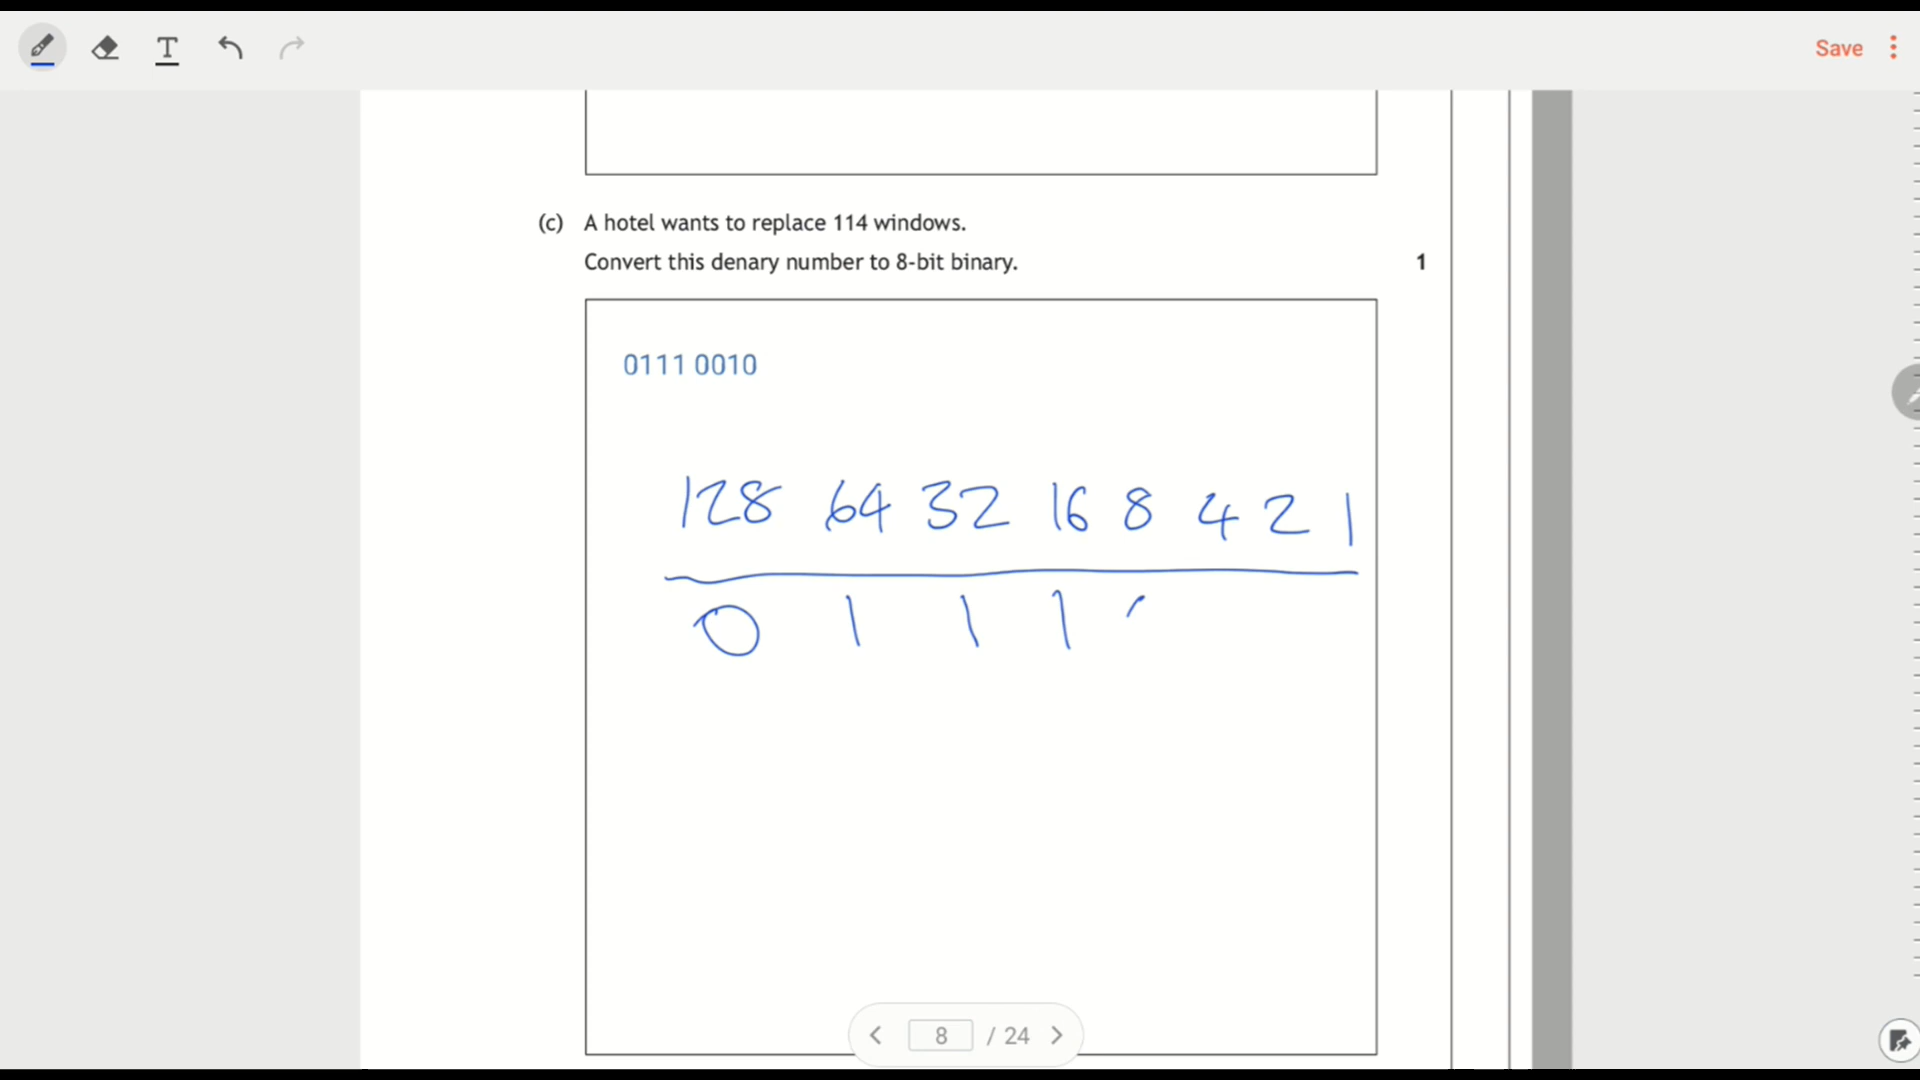 T Save
(c) A hotel wants to replace 114 windows.
Convert this denary number to 8-bit binary. 1
0111 0010
128 64 32 16 8 4 2 1
0 1 1 1
8 / 24